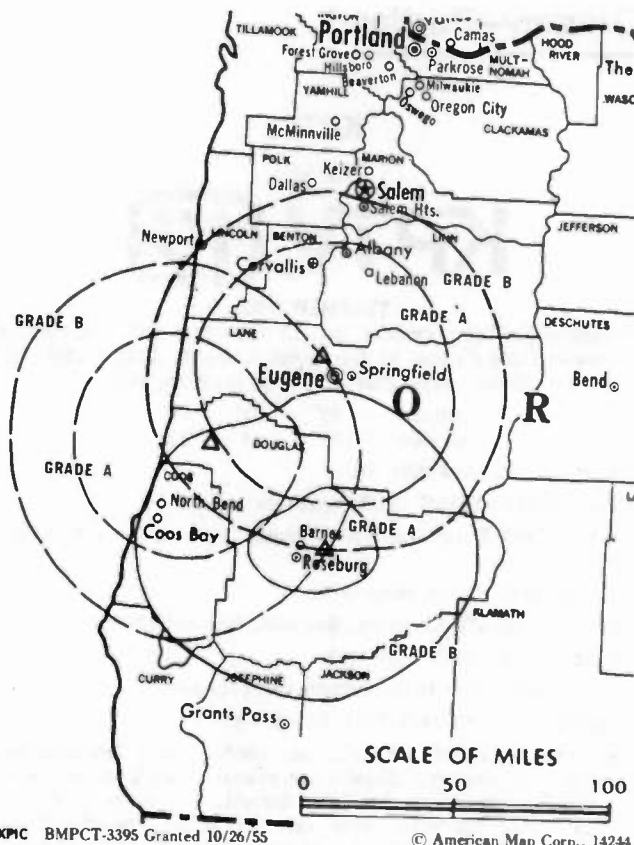 INGTON
TILLAMOOK
Portland
Camas
HOOD
RIVER
Forest Grove
Hillsboro
Beaverton
Parkrose
MULT-
NOMAH
The
YAMHILL
Milwaukie
Oswego
Oregon City
WASC
McMinnville
CLACKAMAS
POLK
MARION
Keizer
Dallas
Salem
Salem Hts.
JEFFERSON
Newport
LINCOLN
BENTON
LINN
Albany
Corvallis
Lebanon
GRADE B
GRADE A
GRADE B
LANE
DESCHUTES
Eugene
Springfield
Bend
O
R
DOUGLAS
GRADE A
COOS
North Bend
Coos Bay
GRADE A
Barnes
Roseburg
KLAMATH
GRADE B
CURRY
JOSEPHINE
JACKSON
Grants Pass
SCALE OF MILES
0 50 100
KPIC BMPCT-3395 Granted 10/26/55
© American Map Corp., 14244